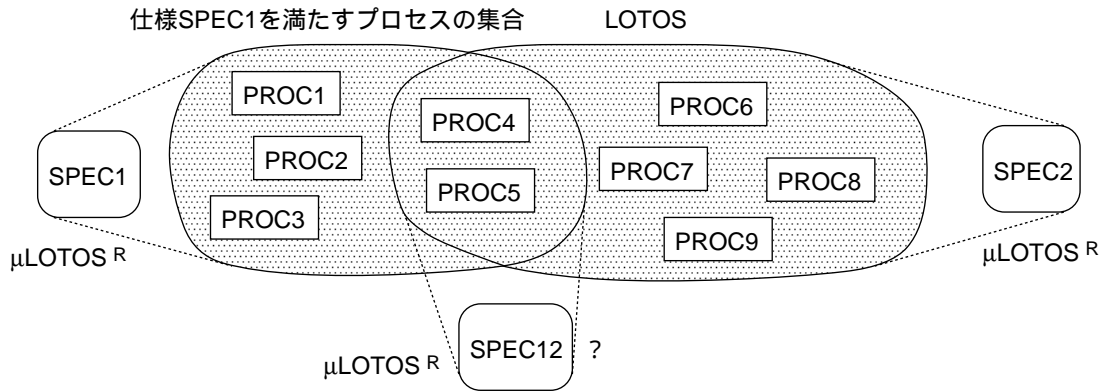 仕様SPEC1を満たすプロセスの集合
LOTOS
PROC1
PROC4
PROC6
PROC2
PROC7
PROC8
SPEC1
SPEC2
PROC5
PROC3
PROC9
μLOTOS R
μLOTOS R
μLOTOS R
SPEC12
?